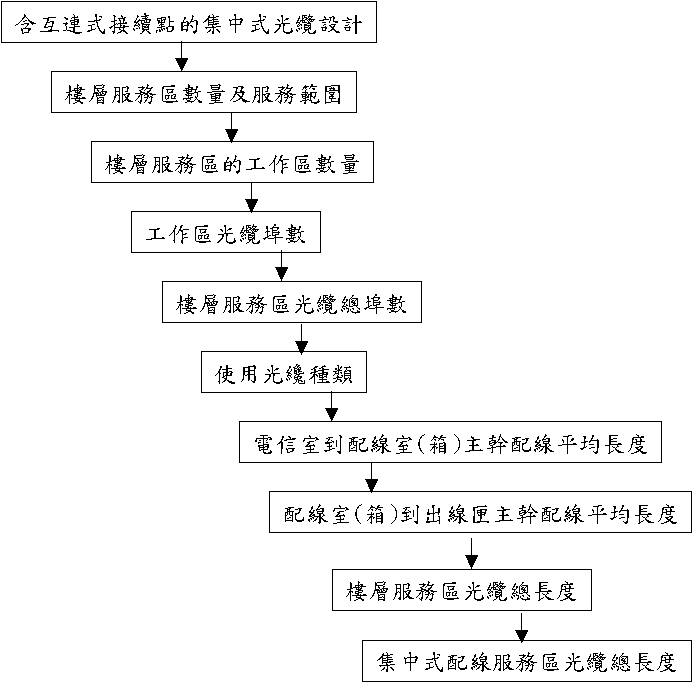 含互連式接續點的集中式光纜設計
樓層服務區數量及服務範圍
樓層服務區的工作區數量
工作區光纜埠數
樓層服務區光纜總埠數
使用光纔種類
電信室到配線室(箱)主幹配線平均長度
配線室(箱)到出線匣主幹配線平均長度
樓層服務區光纜總長度
集中式配線服務區光纜總長度